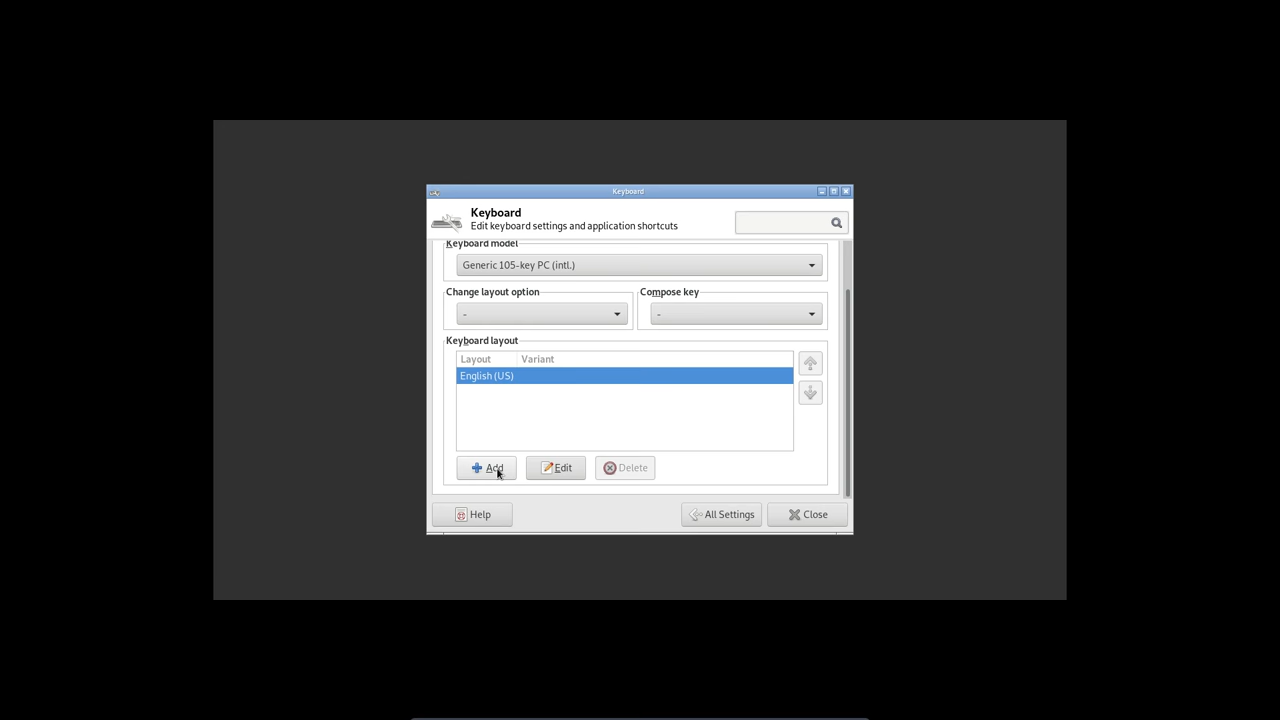 Keyboard
Keyboard
Edit keyboard settings and application shortcuts
Keyboard model
Generic 105-key PC (intl.)
Change layout option
Compose key
-
-
Keyboard layout
Layout
Variant
English (US)
Add
Edit
Delete
Help
All Settings
Close